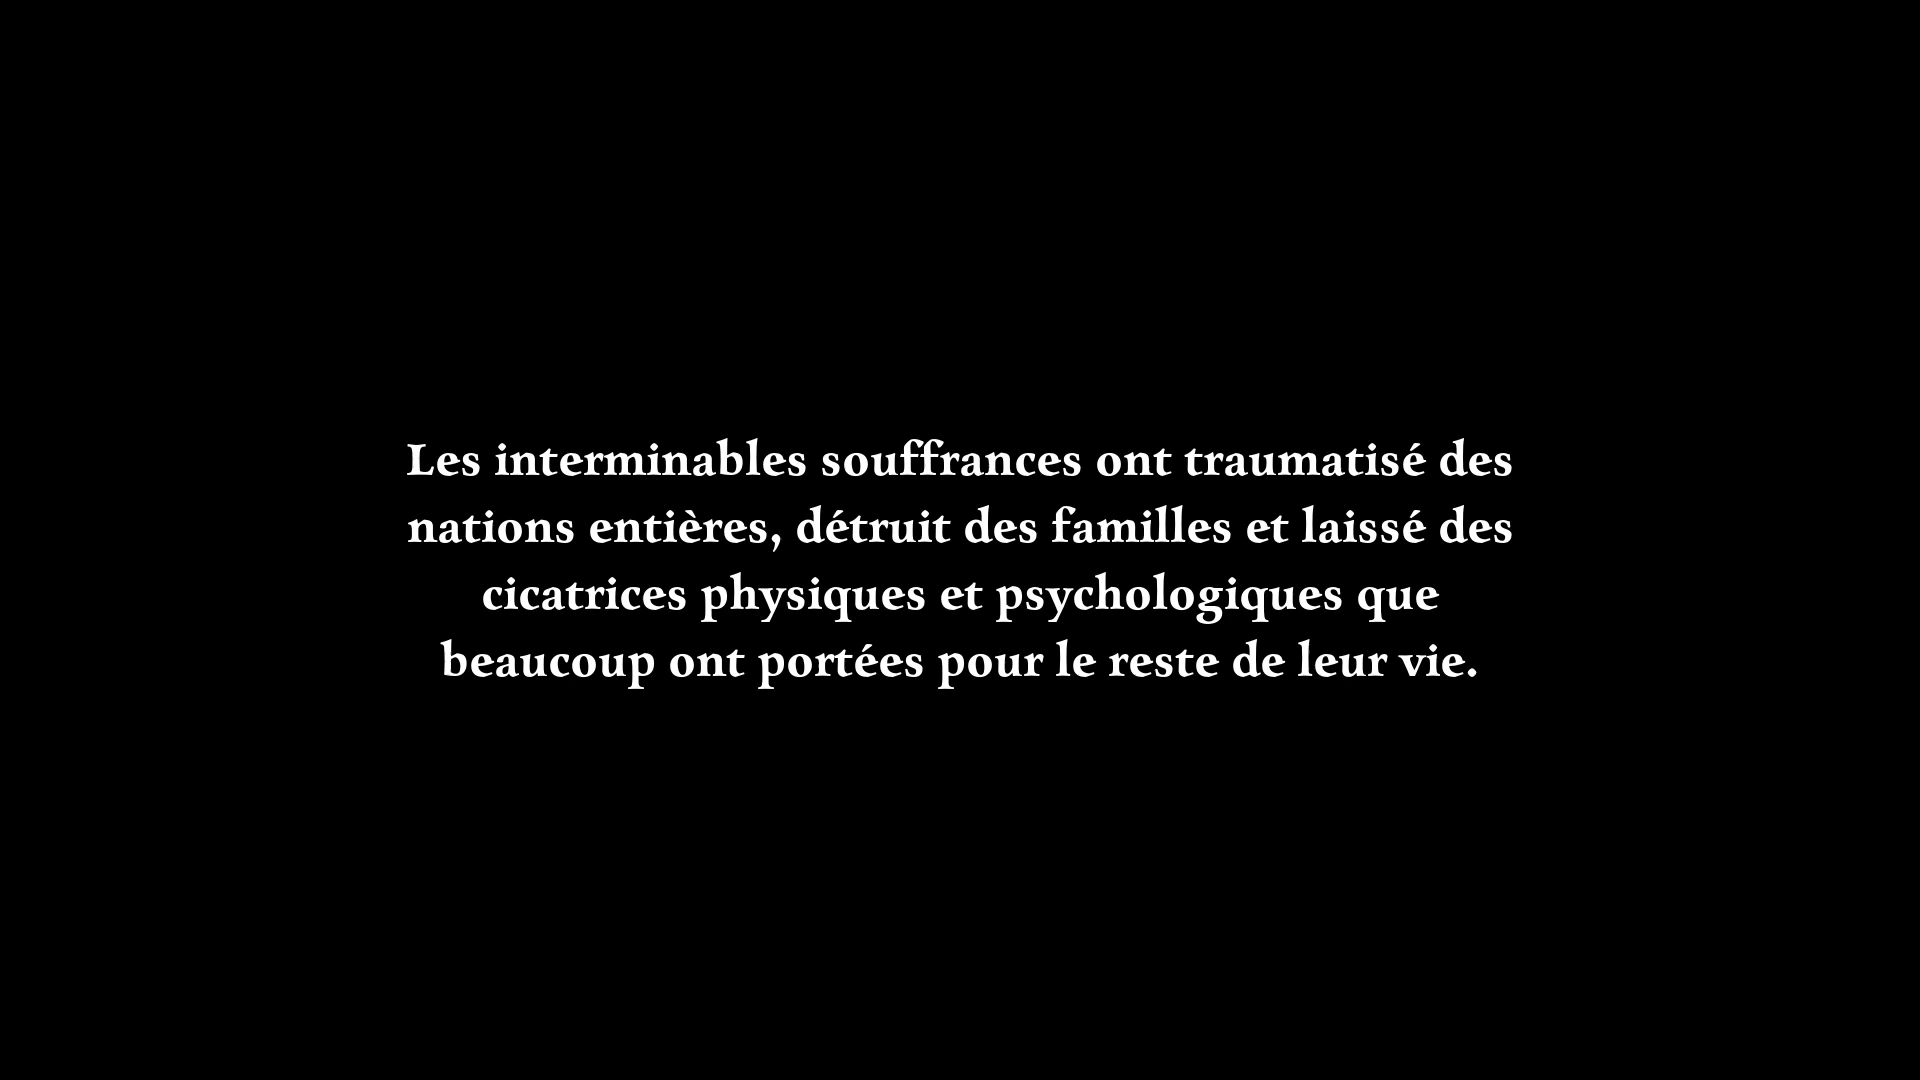 Les interminables souffrances ont traumatisé des
nations entières, détruit des familles et laissé des
cicatrices physiques et psychologiques que
beaucoup ont portées pour le reste de leur vie.